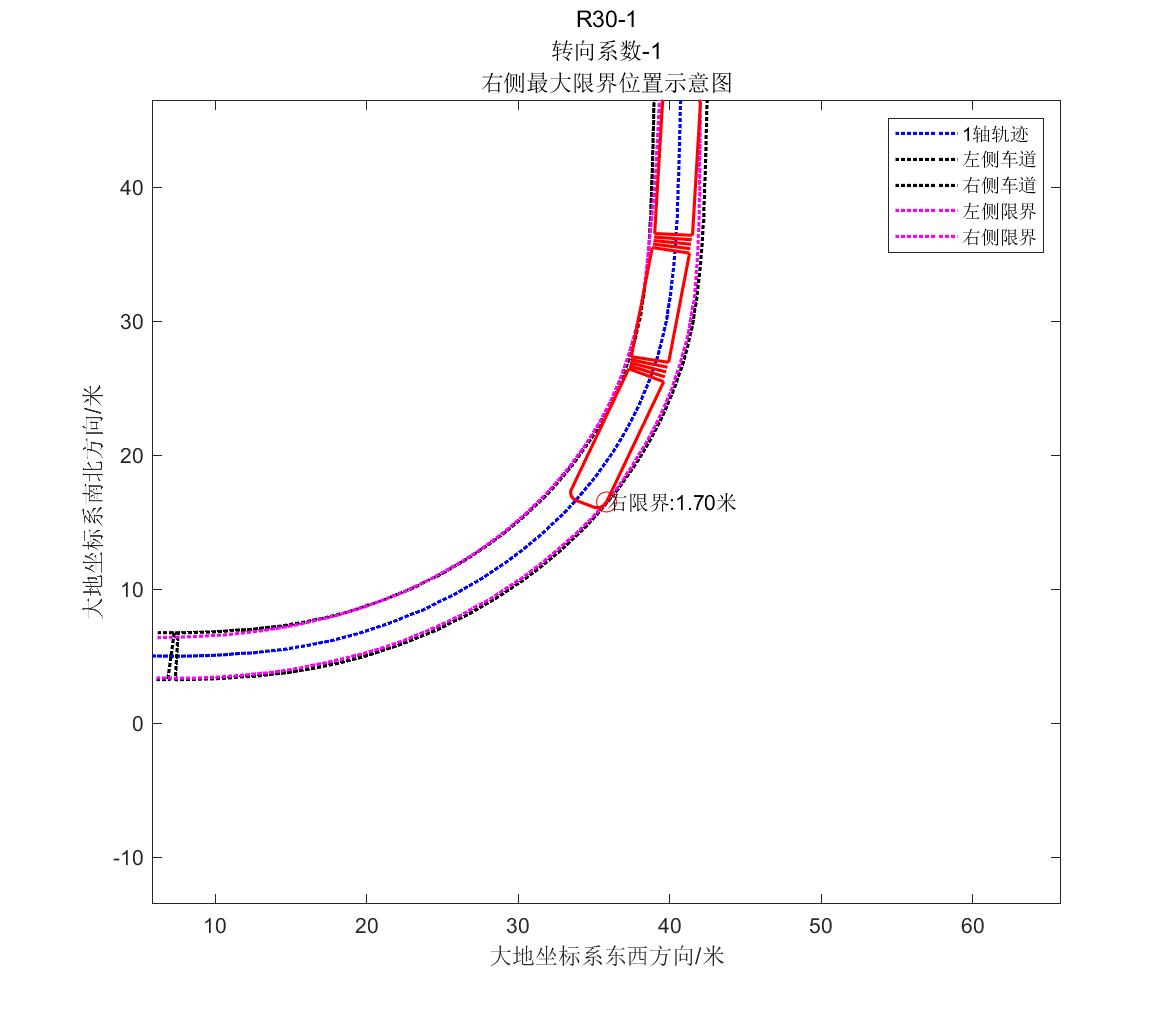 R30-1
转向系数-1
右侧最大限界位置示意图
1轴轨迹
左侧车道
右侧车道
左侧限界
右侧限界
40
30
20
10
0
-10
大地坐标系南北方向/米
右限界:1.70米
10
20
30
40
50
60
大地坐标系东西方向/米